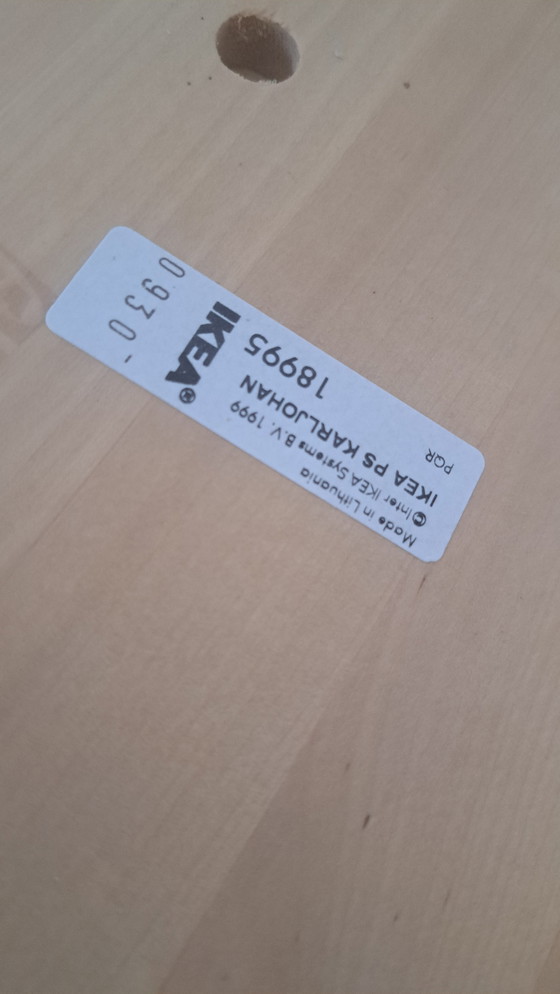 PQR
18995
IKEA PS KARLJOHAN
© Inter IKEA Systems B.V. 1999
Made in Lithuania
IKEA®
0930-